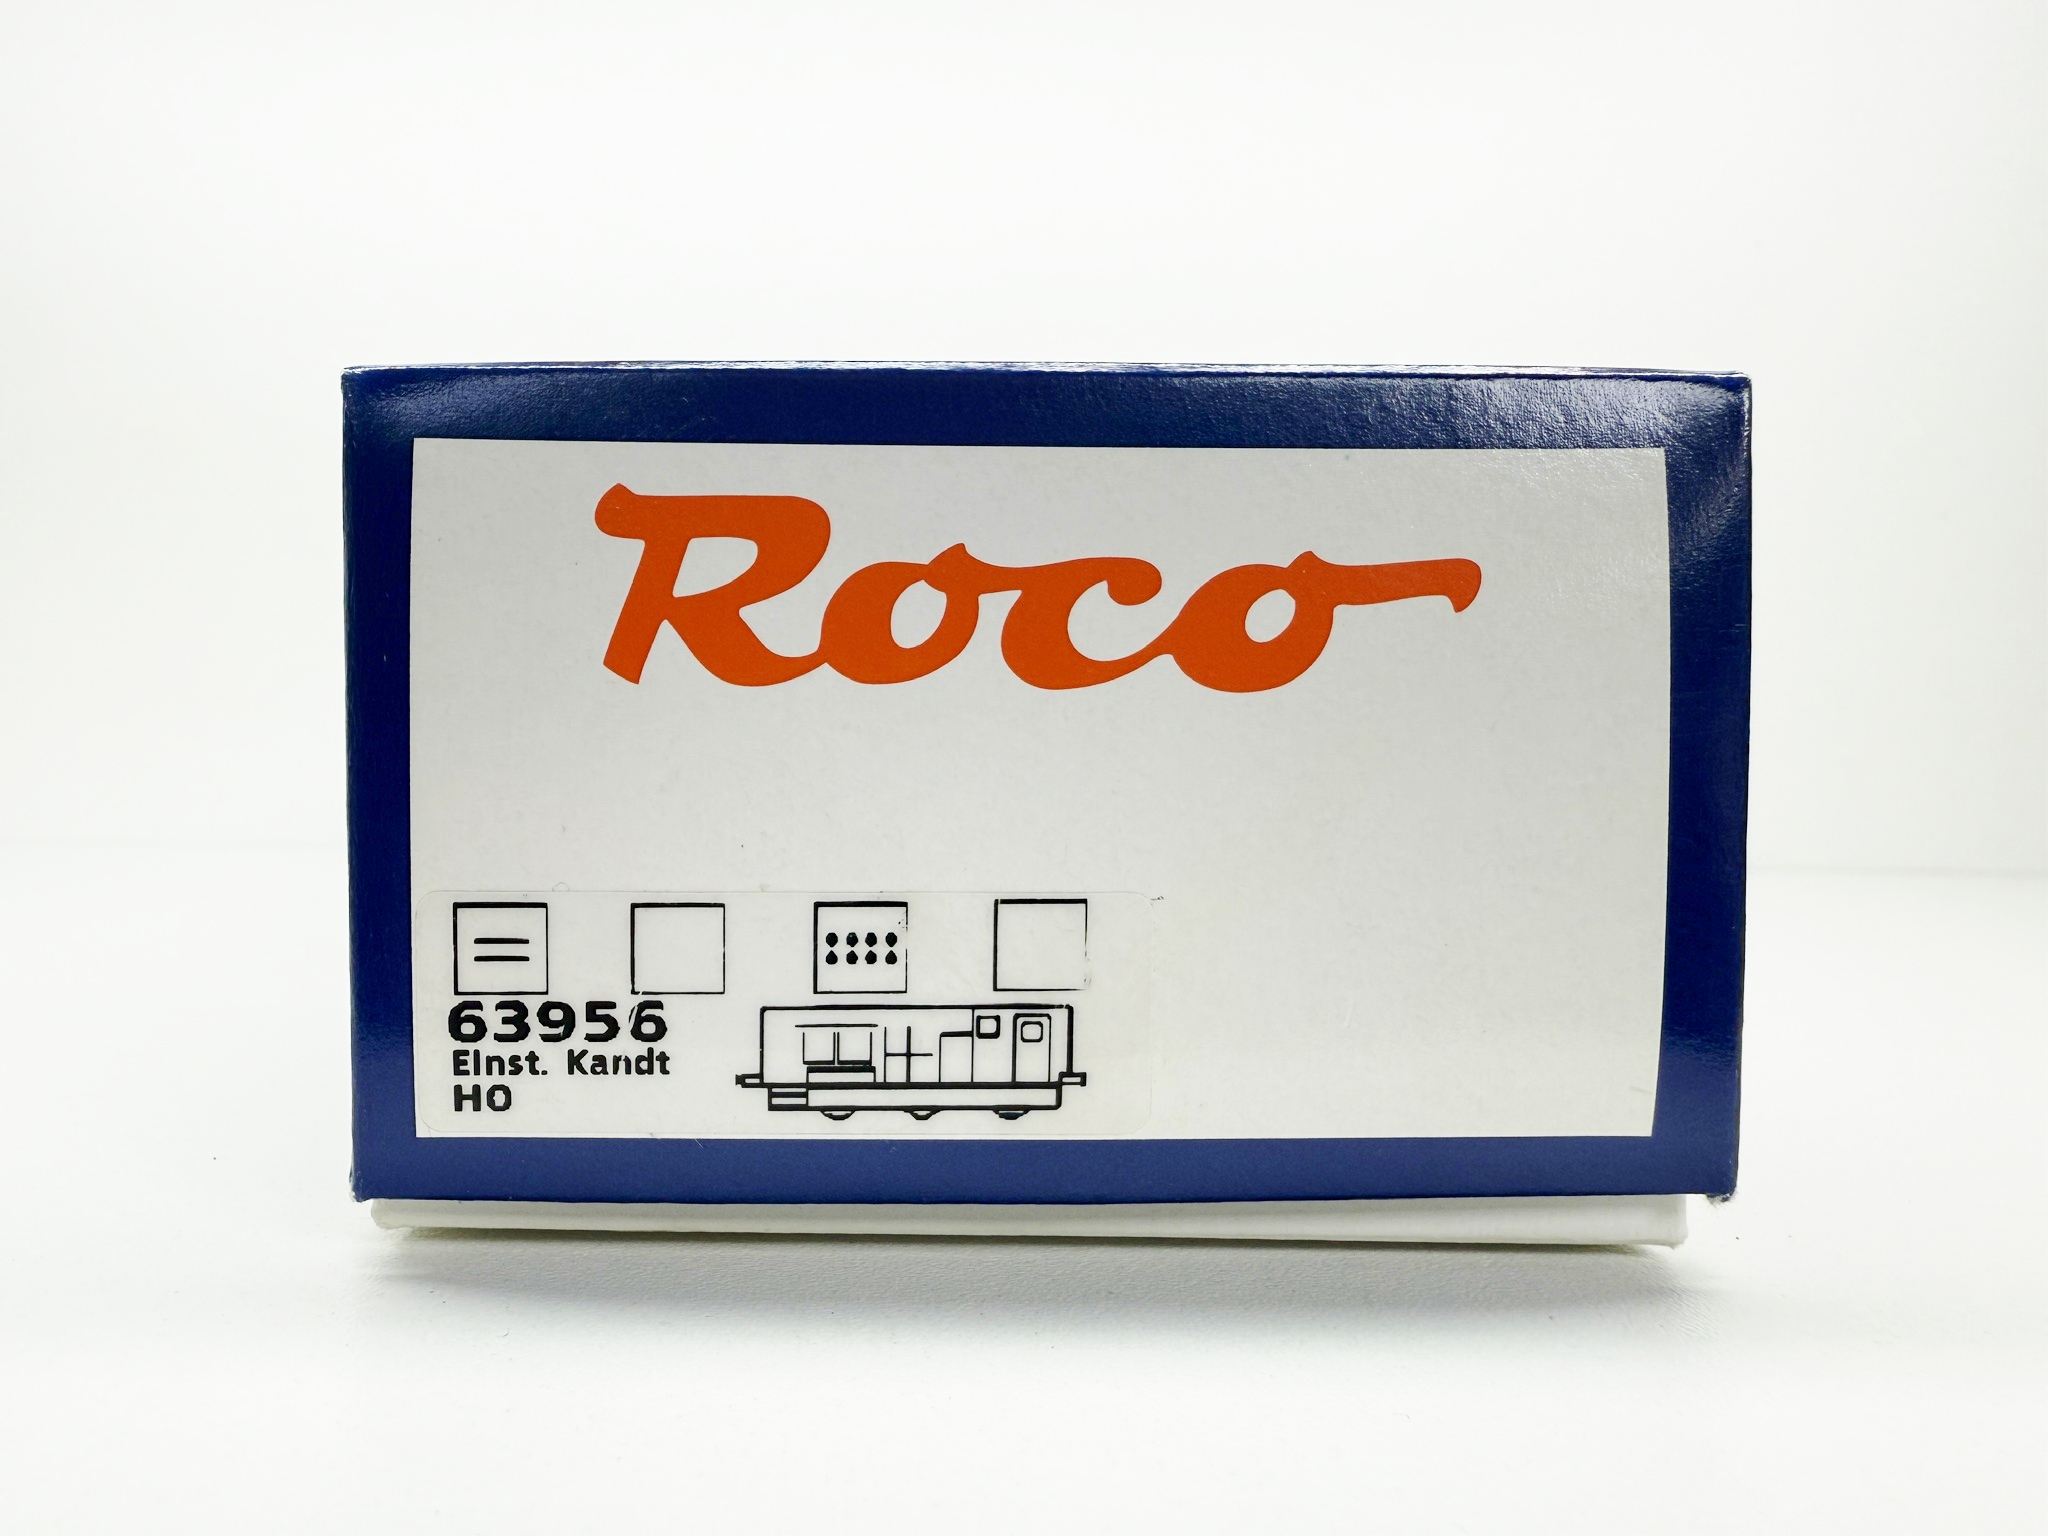 Roco
63956
Einst. Kandt
HO